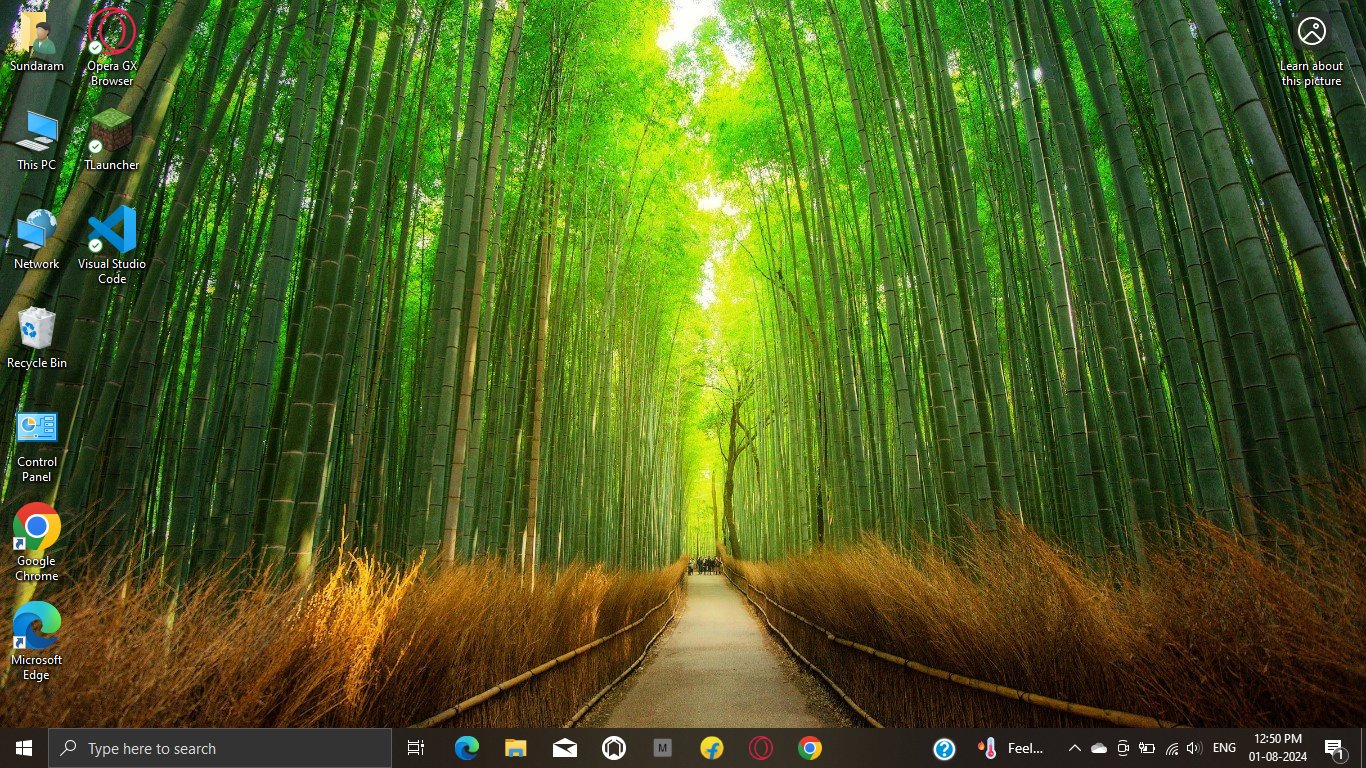 Sundaram
Opera GX
Browser
This PC
TLauncher
Network
Visual Studio
Code
Recycle Bin
Control
Panel
Google
Chrome
Microsoft
Edge
Learn about
this picture
Type here to search
M
?
Feel...
ENG
12:50 PM
01-08-2024
1